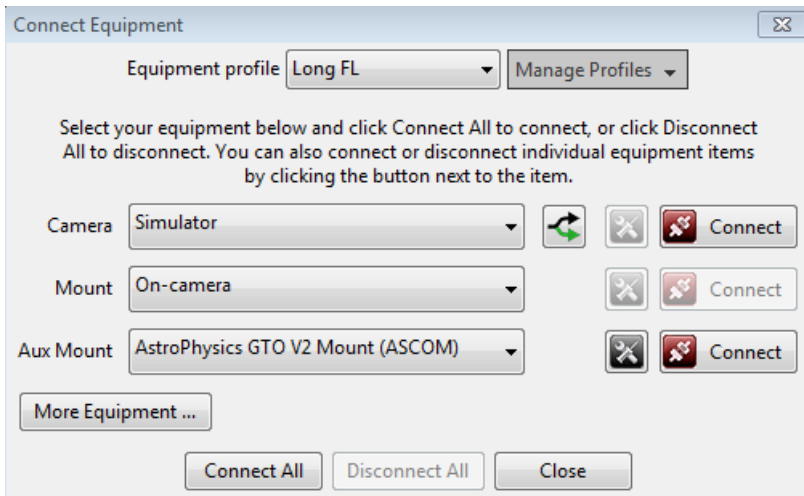 Connect Equipment
Equipment profile Long FL Manage Profiles
Select your equipment below and click Connect All to connect, or click Disconnect
All to disconnect. You can also connect or disconnect individual equipment items
by clicking the button next to the item.
Camera Simulator Connect
Mount On-camera Connect
Aux Mount AstroPhysics GTO V2 Mount (ASCOM) Connect
More Equipment ...
Connect All Disconnect All Close